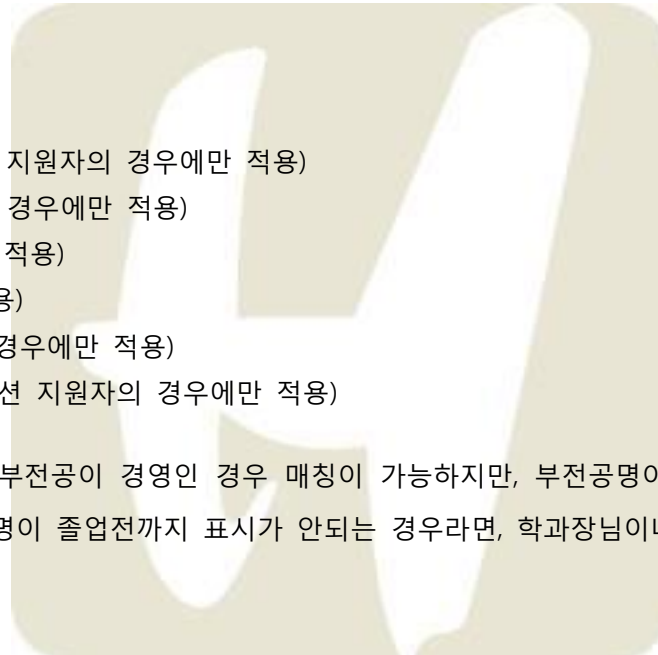 지원자의 경우에만 적용)
경우에만 적용)
적용)
용)
경우에만 적용)
션 지원자의 경우에만 적용)
부전공이 경영인 경우 매칭이 가능하지만, 부전공명이
명이 졸업전까지 표시가 안되는 경우라면, 학과장님이나